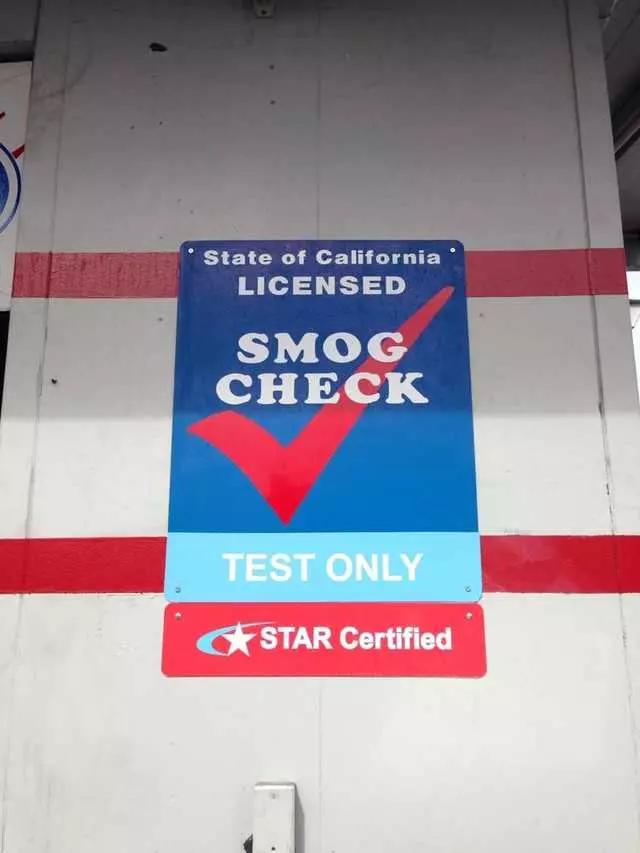 State of California
LICENSED
SMOG
CHECK
TEST ONLY
STAR Certified